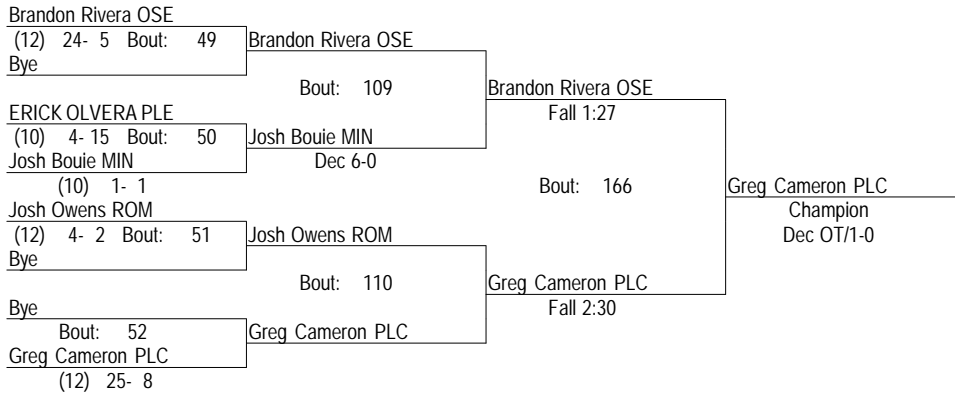 Brandon Rivera OSE
(12) 24- 5 Bout: 49
Bye
Brandon Rivera OSE
Bout: 109
ERICK OLVERA PLE
(10) 4- 15 Bout: 50
Josh Bouie MIN
(10) 1- 1
Josh Bouie MIN
Dec 6-0
Brandon Rivera OSE
Fall 1:27
Bout: 166
Josh Owens ROM
(12) 4- 2 Bout: 51
Bye
Josh Owens ROM
Bout: 110
Bye
Bout: 52
Greg Cameron PLC
(12) 25- 8
Greg Cameron PLC
Greg Cameron PLC
Fall 2:30
Greg Cameron PLC
Champion
Dec OT/1-0